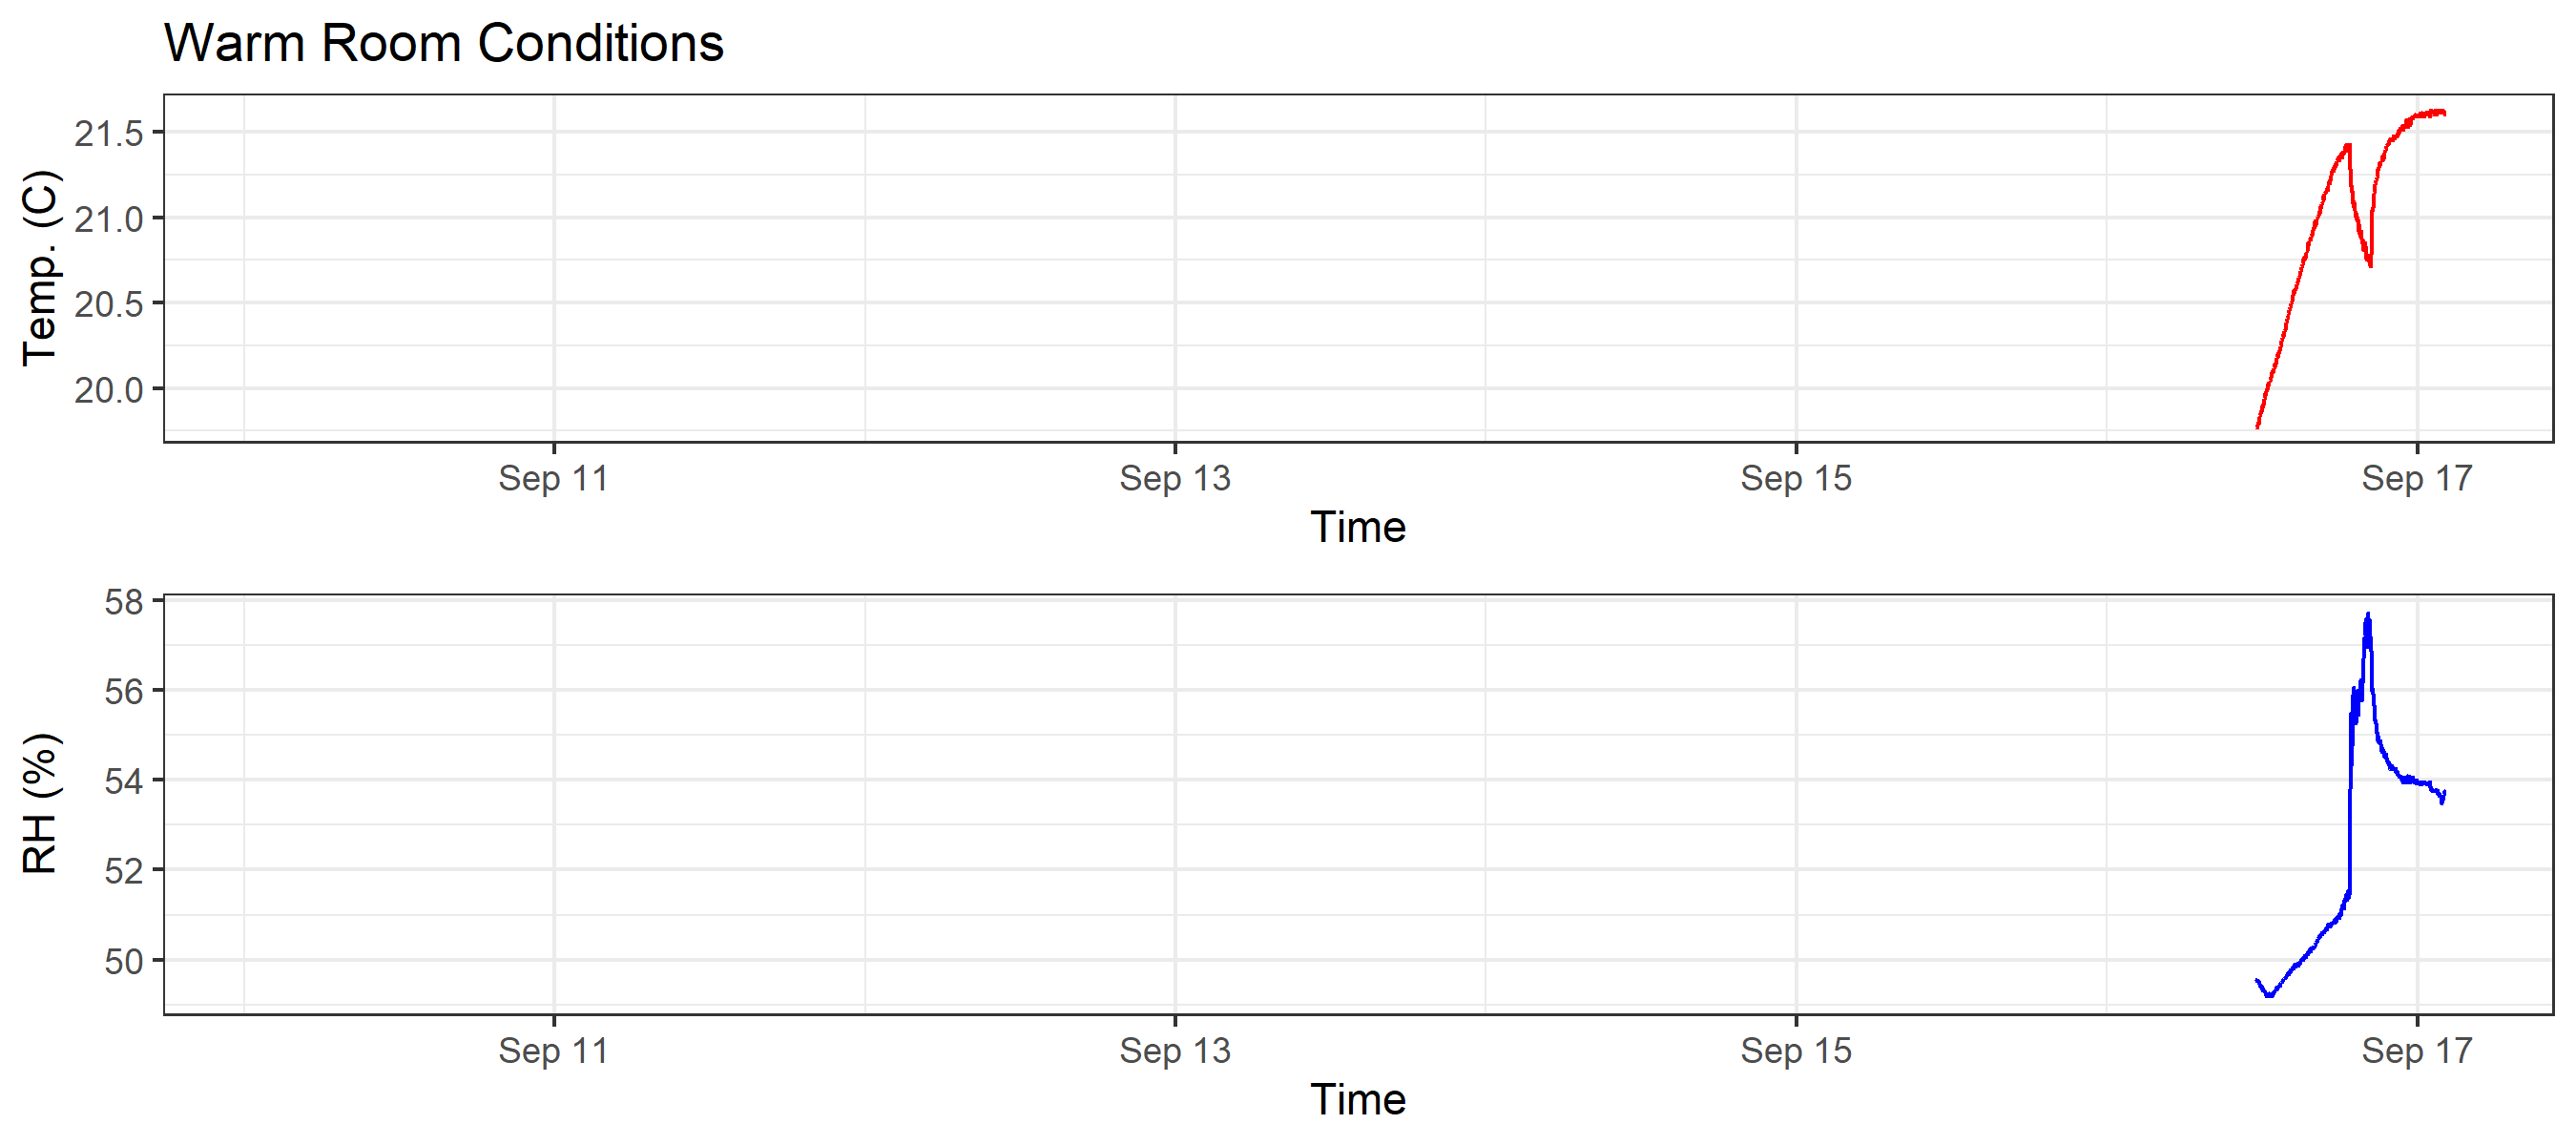 Warm Room Conditions
Temp. (C)
21.5
21.0
20.5
20.0
Sep 11 Sep 13 Sep 15 Sep 17
Time
RH (%)
58
56
54
52
50
Sep 11 Sep 13 Sep 15 Sep 17
Time